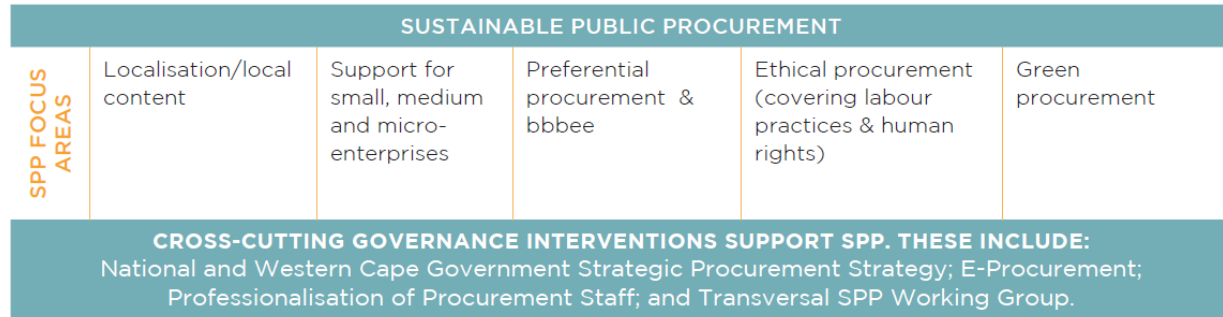 SUSTAINABLE PUBLIC PROCUREMENT
SPP FOCUS
AREAS
Localisation/local
content
Support for
small, medium
and micro-
enterprises
Preferential
procurement &
bbbee
Ethical procurement
(covering labour
practices & human
rights)
Green
procurement
CROSS-CUTTING GOVERNANCE INTERVENTIONS SUPPORT SPP. THESE INCLUDE:
National and Western Cape Government Strategic Procurement Strategy; E-Procurement;
Professionalisation of Procurement Staff; and Transversal SPP Working Group.